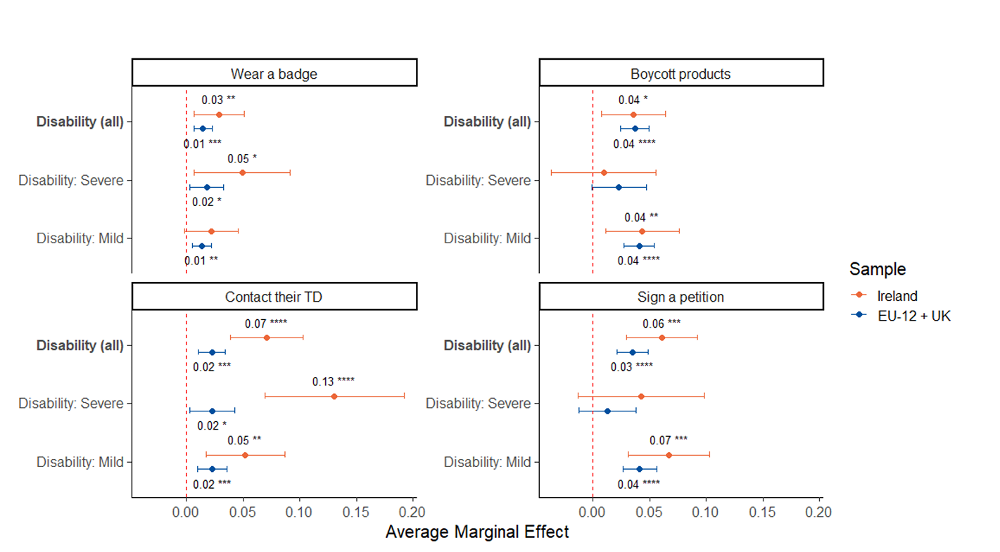 Wear a badge
0.03 **
Disability (all)
0.01 ***
0.05 *
Disability: Severe
0.02 *
Disability: Mild
0.01 **
Boycott products
0.04 *
Disability (all)
0.04 ****
Disability: Severe
0.04 **
Disability: Mild
0.04 ****
Contact their TD
0.07 ****
Disability (all)
0.02 ***
0.13 ****
Disability: Severe
0.02 *
0.05 **
Disability: Mild
0.02 ***
0.00 0.05 0.10 0.15 0.20
Sign a petition
0.06 ***
Disability (all)
0.03 ****
Disability: Severe
0.07 ***
Disability: Mild
0.04 ****
0.00 0.05 0.10 0.15 0.20
Average Marginal Effect
Sample
Ireland
EU-12 + UK